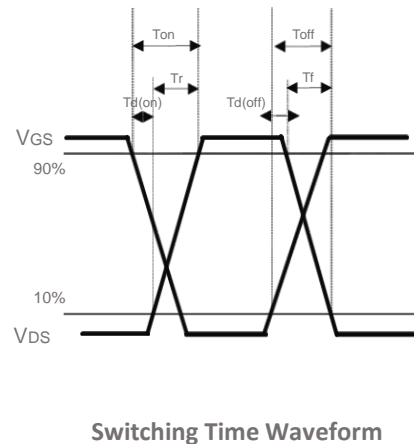 Ton
Toff
Tr
Tf
Td(on)
Td(off)
VGS
90%
10%
VDS
Switching Time Waveform